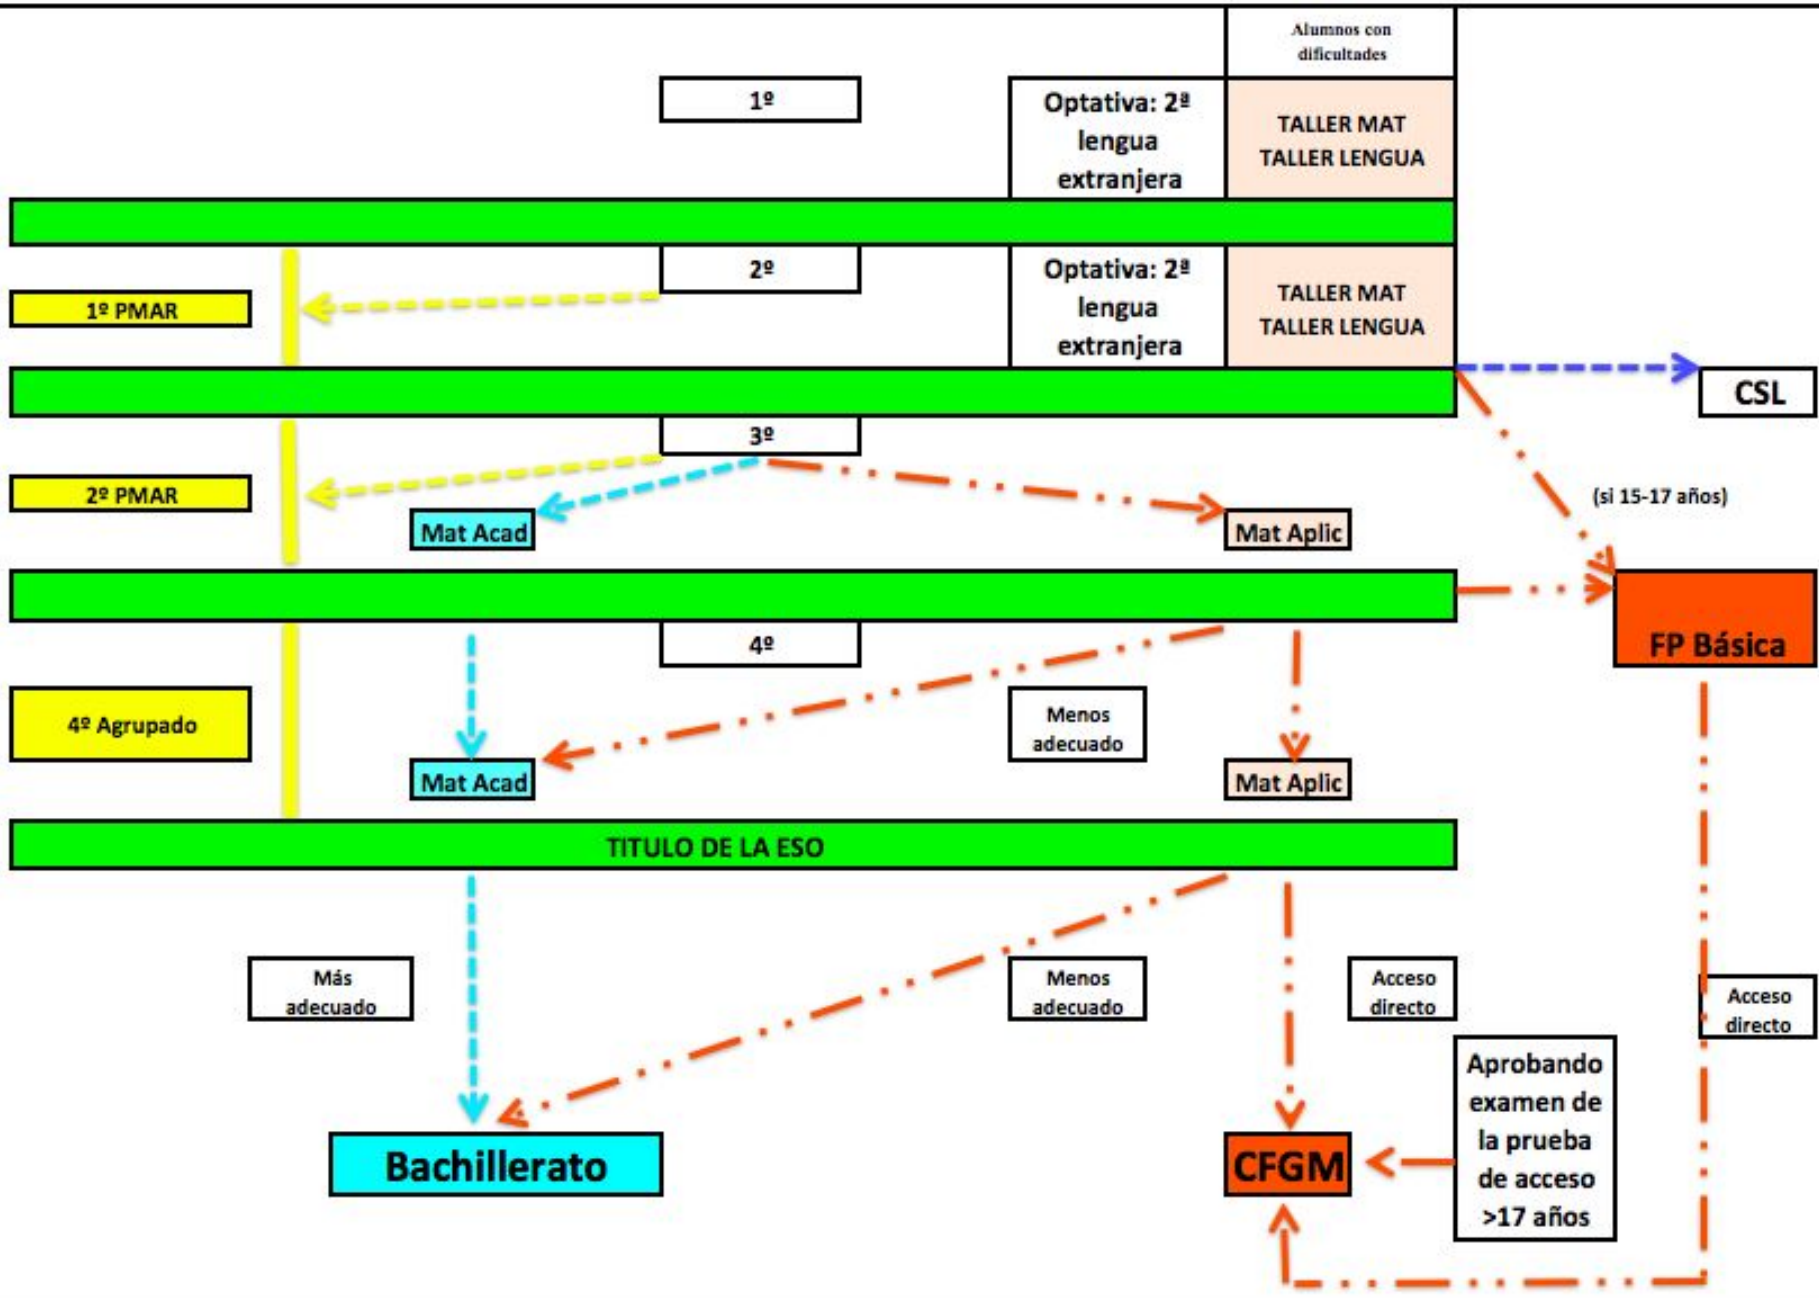 Alumnos con
dificultades
1º
Optativa: 2ª
lengua
extranjera
TALLER MAT
TALLER LENGUA
2º
Optativa: 2ª
lengua
extranjera
TALLER MAT
TALLER LENGUA
1º PMAR
CSL
3º
2º PMAR
(si 15-17 años)
Mat Acad
Mat Aplic
4º
FP Básica
4º Agrupado
Menos
adecuado
Mat Acad
Mat Aplic
TITULO DE LA ESO
Más
adecuado
Menos
adecuado
Acceso
directo
Acceso
directo
Aprobando
examen de
la prueba
de acceso
>17 años
Bachillerato
CFGM